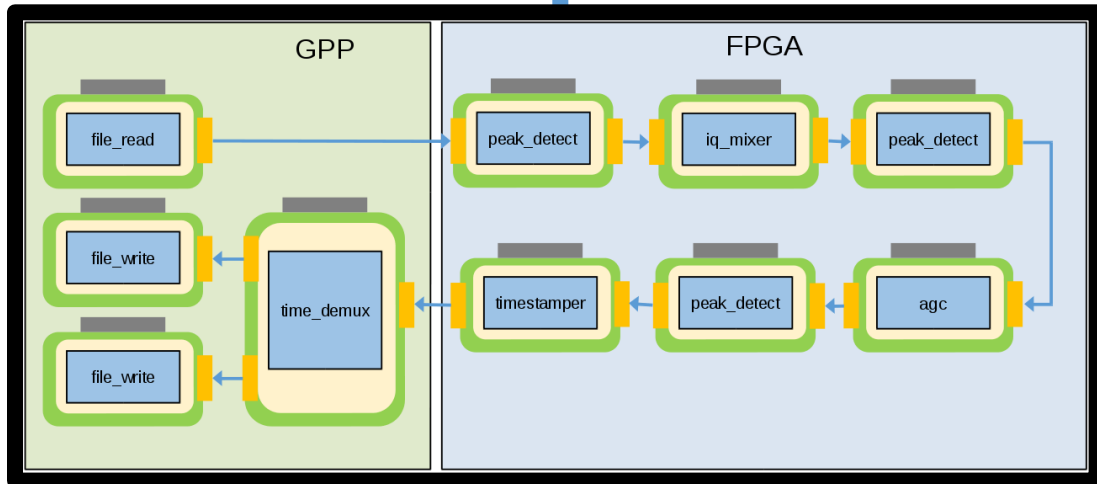 GPP
FPGA
file_read
peak_detect
iq_mixer
peak_detect
file_write
time_demux
timestamper
peak_detect
agc
file_write